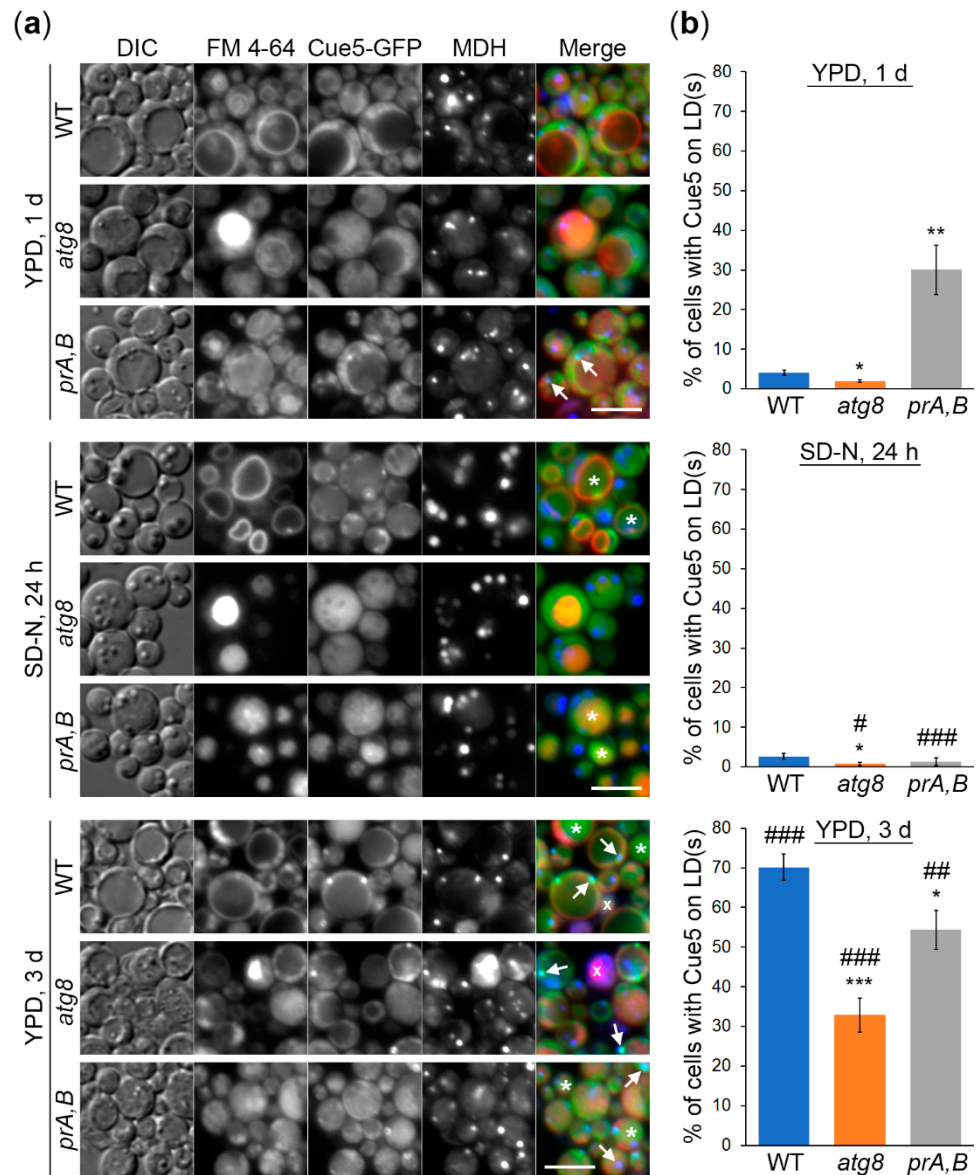 (a)
DIC FM 4-64 Cue5-GFP MDH Merge
YPD, 1 d
WT
atg8
prA,B
SD-N, 24 h
WT
*
*
atg8
prA,B
*
*
YPD, 3 d
WT
*
*
x
atg8
x
prA,B
*
*
(b)
% of cells with Cue5 on LD(s)
YPD, 1 d
80
70
60
50
40
30
20
10
0
**
*
WT atg8 prA,B
% of cells with Cue5 on LD(s)
SD-N, 24 h
80
70
60
50
40
30
20
10
0
# ###
*
WT atg8 prA,B
% of cells with Cue5 on LD(s)
YPD, 3 d
80
70
60
50
40
30
20
10
0
###
##
*
###
***
WT atg8 prA,B